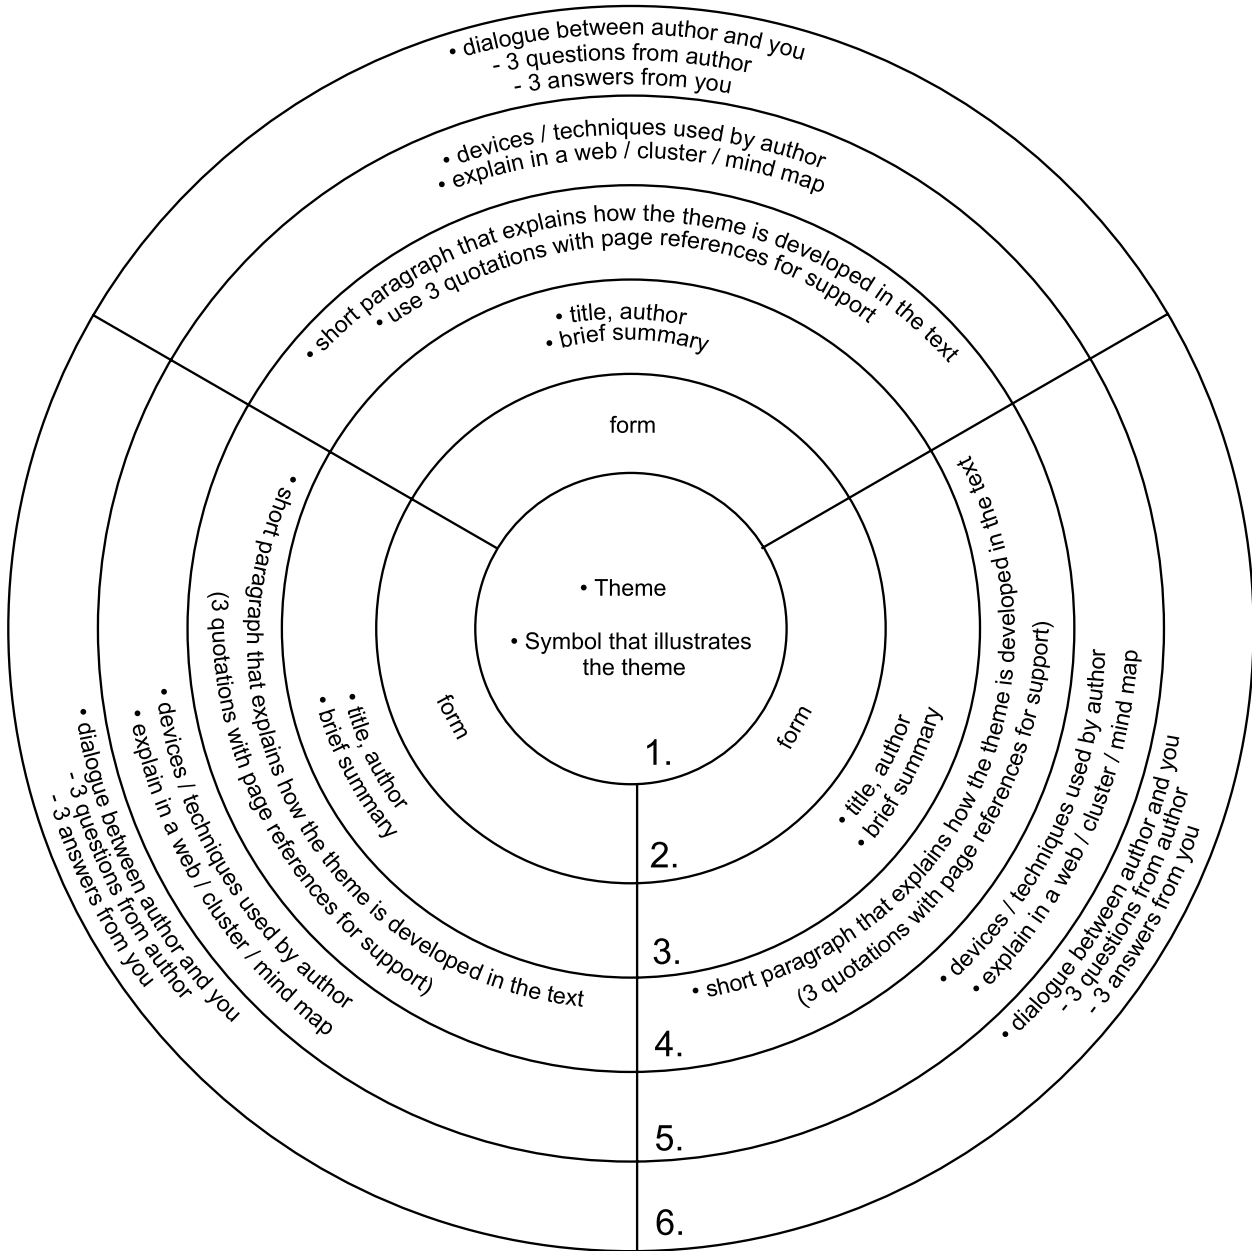 • dialogue between author and you
- 3 questions from author
- 3 answers from you
• devices / techniques used by author
• explain in a web / cluster / mind map
• short paragraph that explains how the theme is developed in the text
• use 3 quotations with page references for support
• title, author
• brief summary
form
• Theme
• Symbol that illustrates
the theme
1.
2.
3.
4.
5.
6.
form
• title, author
• brief summary
• short paragraph that explains how the theme is developed in the text
(3 quotations with page references for support)
• devices / techniques used by author
• explain in a web / cluster / mind map
• dialogue between author and you
- 3 questions from author
- 3 answers from you
form
• title, author
• brief summary
• short paragraph that explains how the theme is developed in the text
(3 quotations with page references for support)
• devices / techniques used by author
• explain in a web / cluster / mind map
• dialogue between author and you
- 3 questions from author
- 3 answers from you